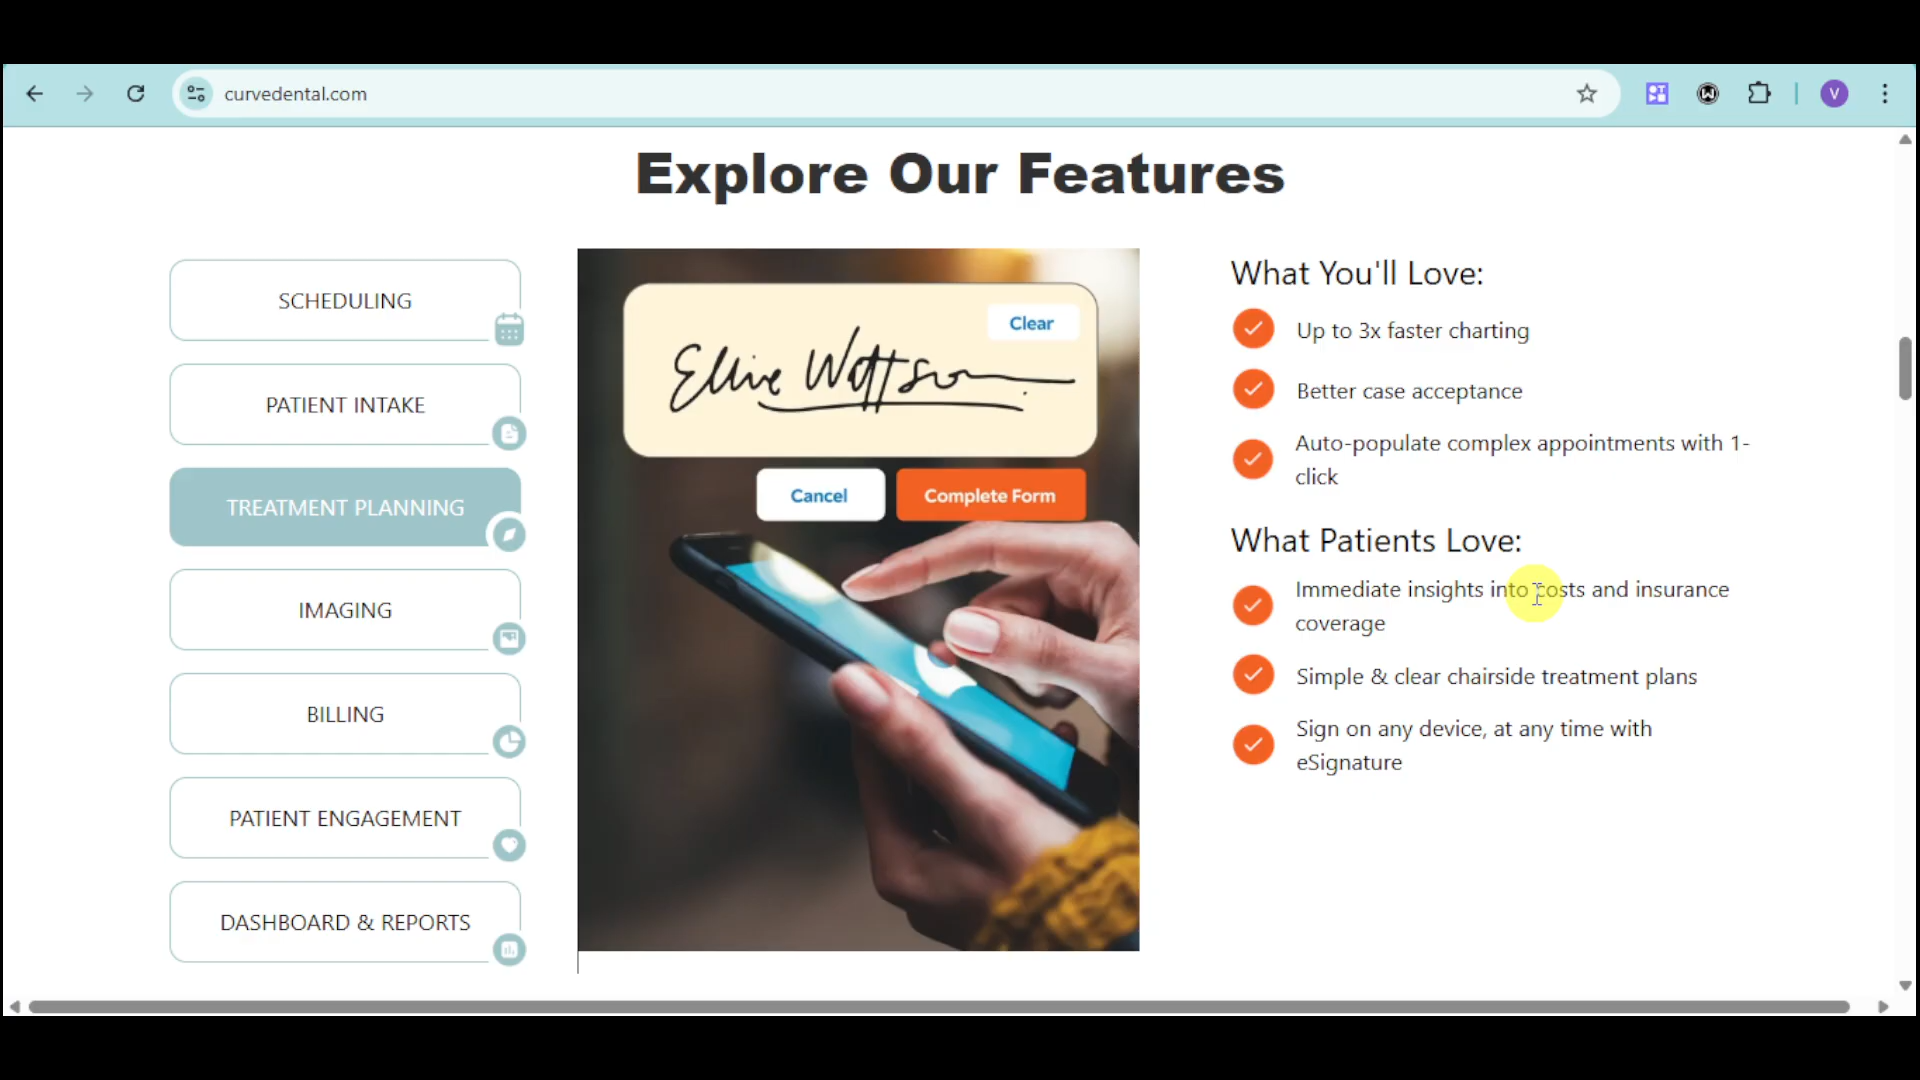 curvedental.com
V
Explore Our Features
SCHEDULING
PATIENT INTAKE
TREATMENT PLANNING
IMAGING
BILLING
PATIENT ENGAGEMENT
DASHBOARD & REPORTS
Clear
Ellie Wattson
Cancel
Complete Form
What You'll Love:
Up to 3x faster charting
Better case acceptance
Auto-populate complex appointments with 1-
click
What Patients Love:
Immediate insights into costs and insurance
coverage
Simple & clear chairside treatment plans
Sign on any device, at any time with
eSignature